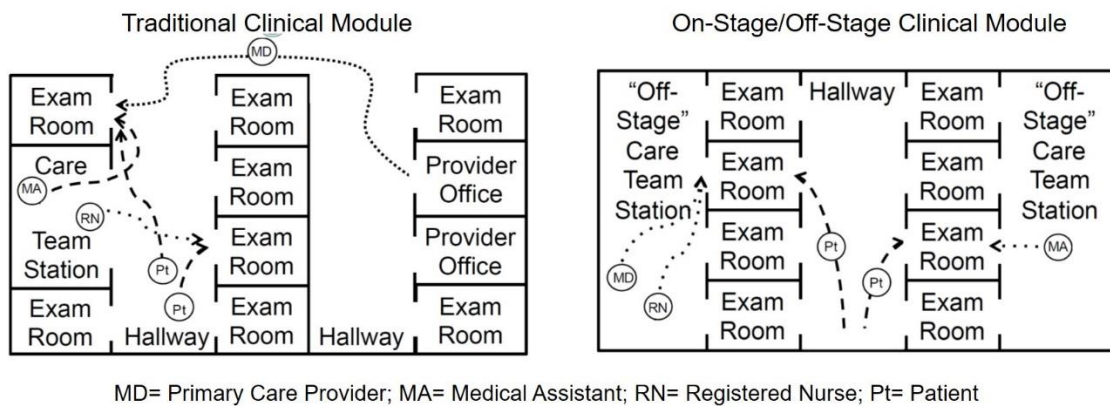 Traditional Clinical Module
MD
Exam
Room
Care
MA
RN
Team
Station
Pt
Pt
Exam
Room
Hallway
Exam
Room
Exam
Room
Exam
Room
Exam
Room
Hallway
Exam
Room
Provider
Office
Provider
Office
Exam
Room
On-Stage/Off-Stage Clinical Module
“Off-
Stage”
Care
Team
Station
MD
RN
Exam
Room
Exam
Room
Exam
Room
Exam
Room
Hallway
Pt
Pt
Exam
Room
Exam
Room
Exam
Room
Exam
Room
“Off-
Stage”
Care
Team
Station
MA
MD= Primary Care Provider; MA= Medical Assistant; RN= Registered Nurse; Pt= Patient